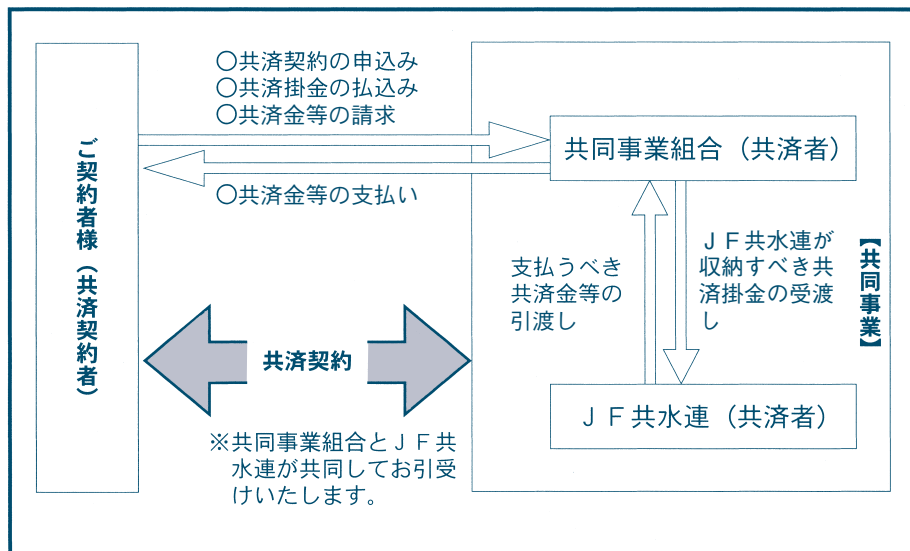 ご契約者様（共済契約者）
○共済契約の申込み
○共済掛金の払込み
○共済金等の請求
○共済金等の支払い
共済契約
※共同事業組合とＪＦ共
水連が共同してお引受
けいたします。
共同事業組合（共済者）
支払うべき
共済金等の
引渡し
ＪＦ共水連が
収納すべき共
済掛金の受渡
し
ＪＦ共水連（共済者）
【共同事業】